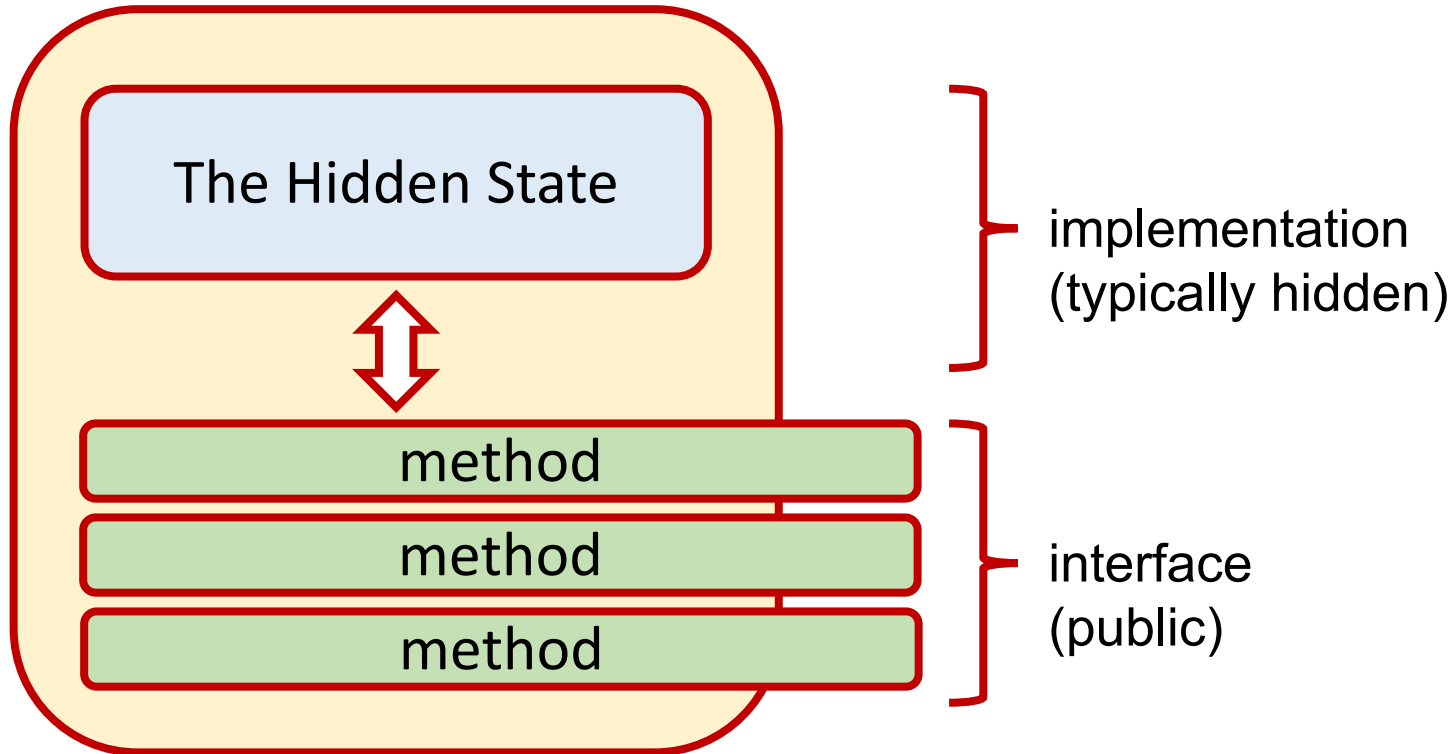 The Hidden State
implementation
(typically hidden)
method
method
method
interface
(public)